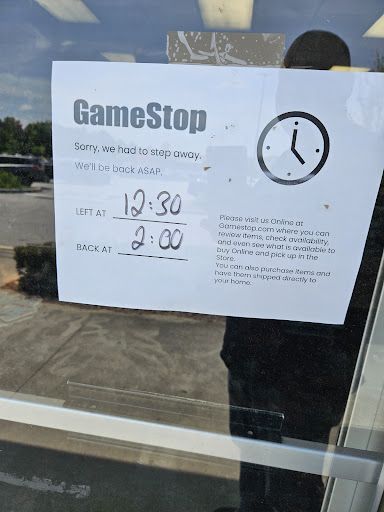 GameStop
Sorry, we had to step away.
We'll be back ASAP.
LEFT AT 12:30
BACK AT 2:00
Please visit us Online at
Gamestop.com where you can
review items, check availability,
and even see what is available to
buy Online and pick up in the
Store.
You can also purchase items and
have them shipped directly to
your home.